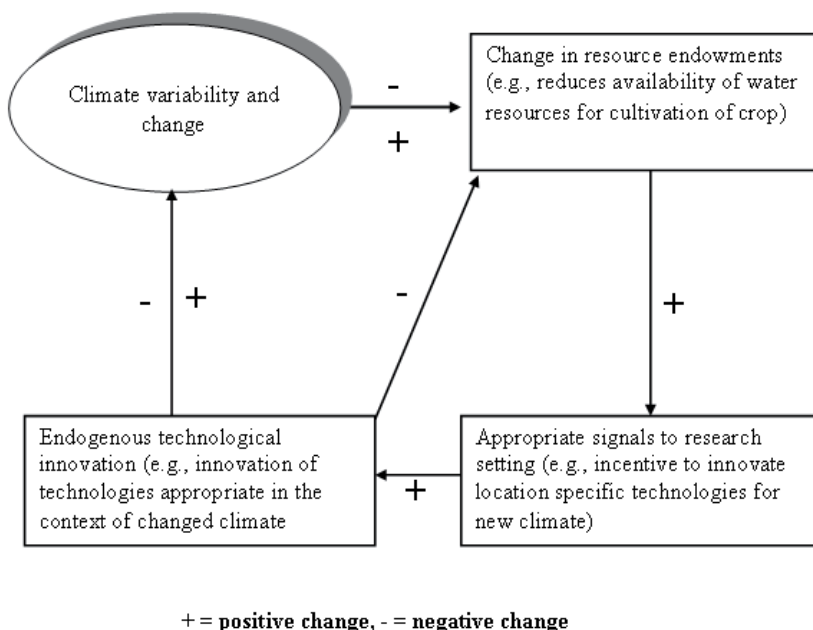 Climate variability and
change
-
+
Change in resource endowments
(e.g., reduces availability of water
resources for cultivation of crop)
-
+
-
+
Endogenous technological
innovation (e.g., innovation of
technologies appropriate in the
context of changed climate
+
Appropriate signals to research
setting (e.g., incentive to innovate
location specific technologies for
new climate)
+ = positive change, - = negative change